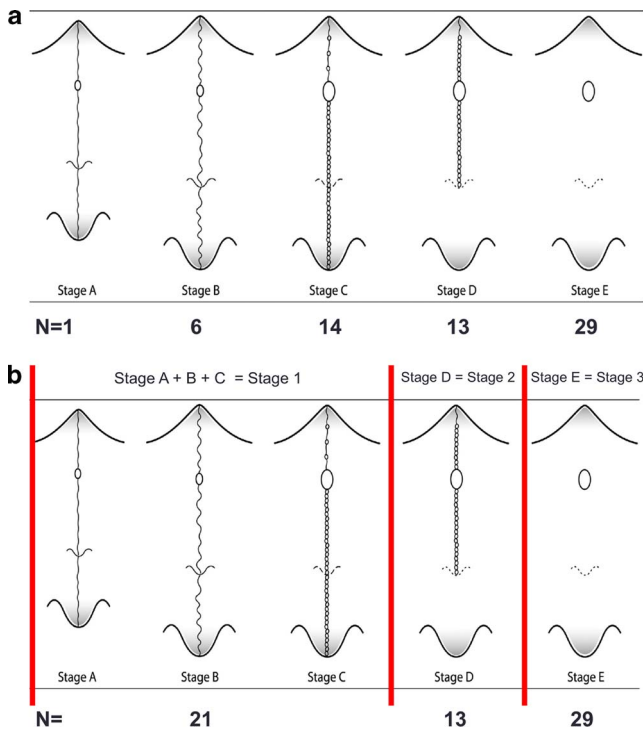 a
Stage A Stage B Stage C Stage D Stage E
N=1 6 14 13 29
b
Stage A + B + C = Stage 1 Stage D = Stage 2 Stage E = Stage 3
Stage A Stage B Stage C Stage D Stage E
N= 21 13 29